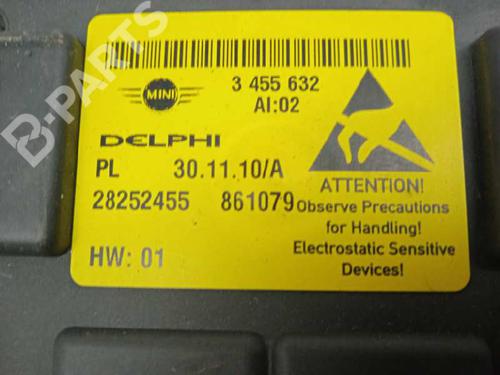 B-PARTS
MINI
3 455 632
AI:02
DELPHI
PL 30.11.10/A
28252455 861079
HW: 01
ATTENTION!
Observe Precautions
for Handling!
Electrostatic Sensitive
Devices!